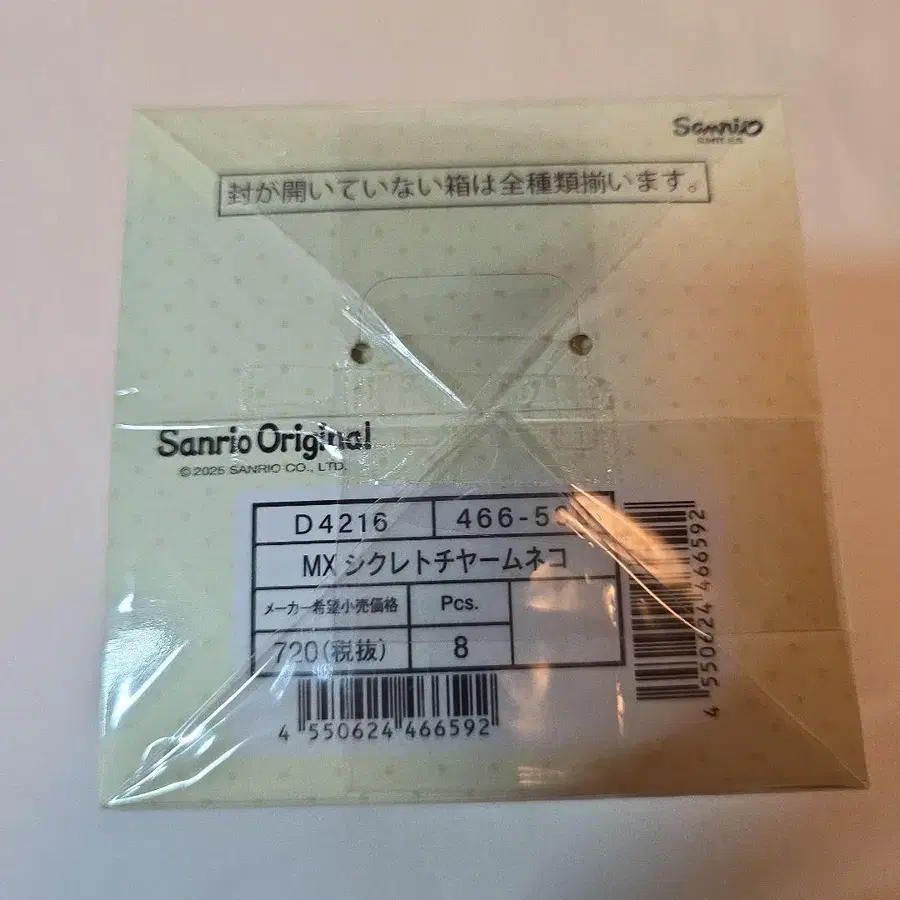 Sanrio
SMILES
封が開いていない箱は全種類揃います。
Sanrio Original
©2025 SANRIO CO., LTD.
D4216
MX シクレトチヤームネコ
メーカー希望小売価格
Pcs.
720(税抜)
8
4 550624 466592
4 550624 466592